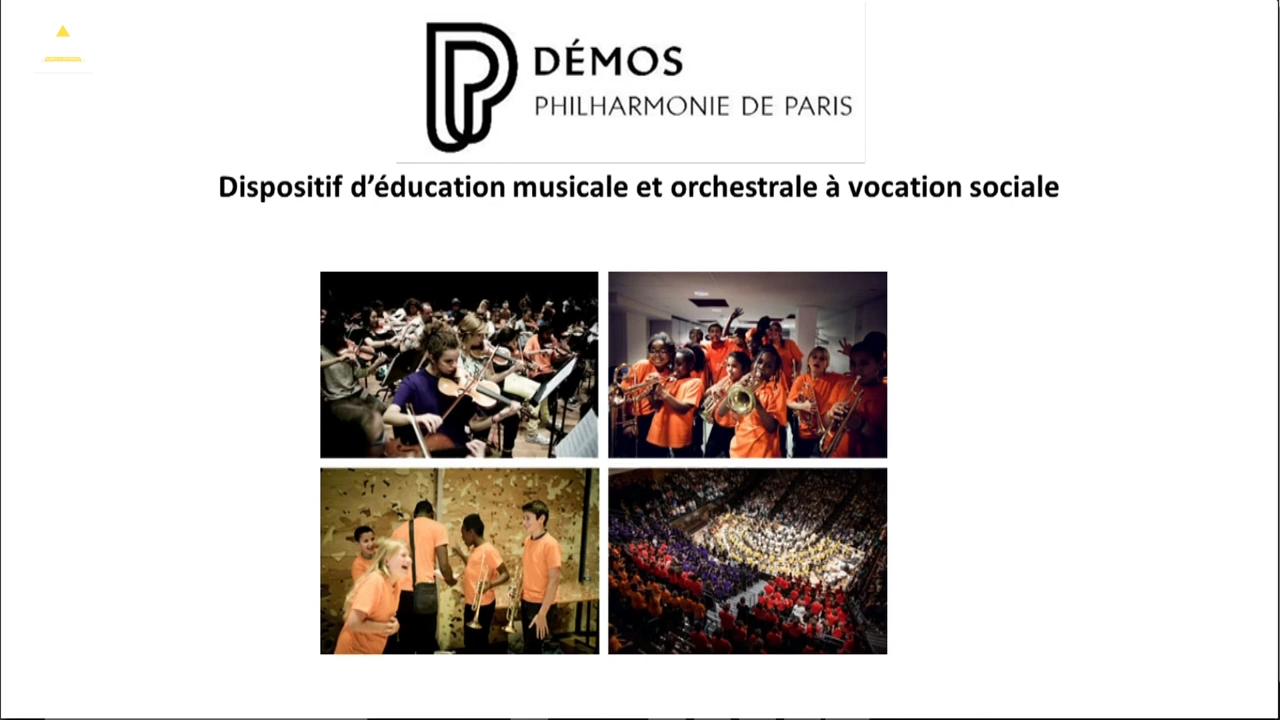 DÉMOS
PHILHARMONIE DE PARIS
Dispositif d’éducation musicale et orchestrale à vocation sociale